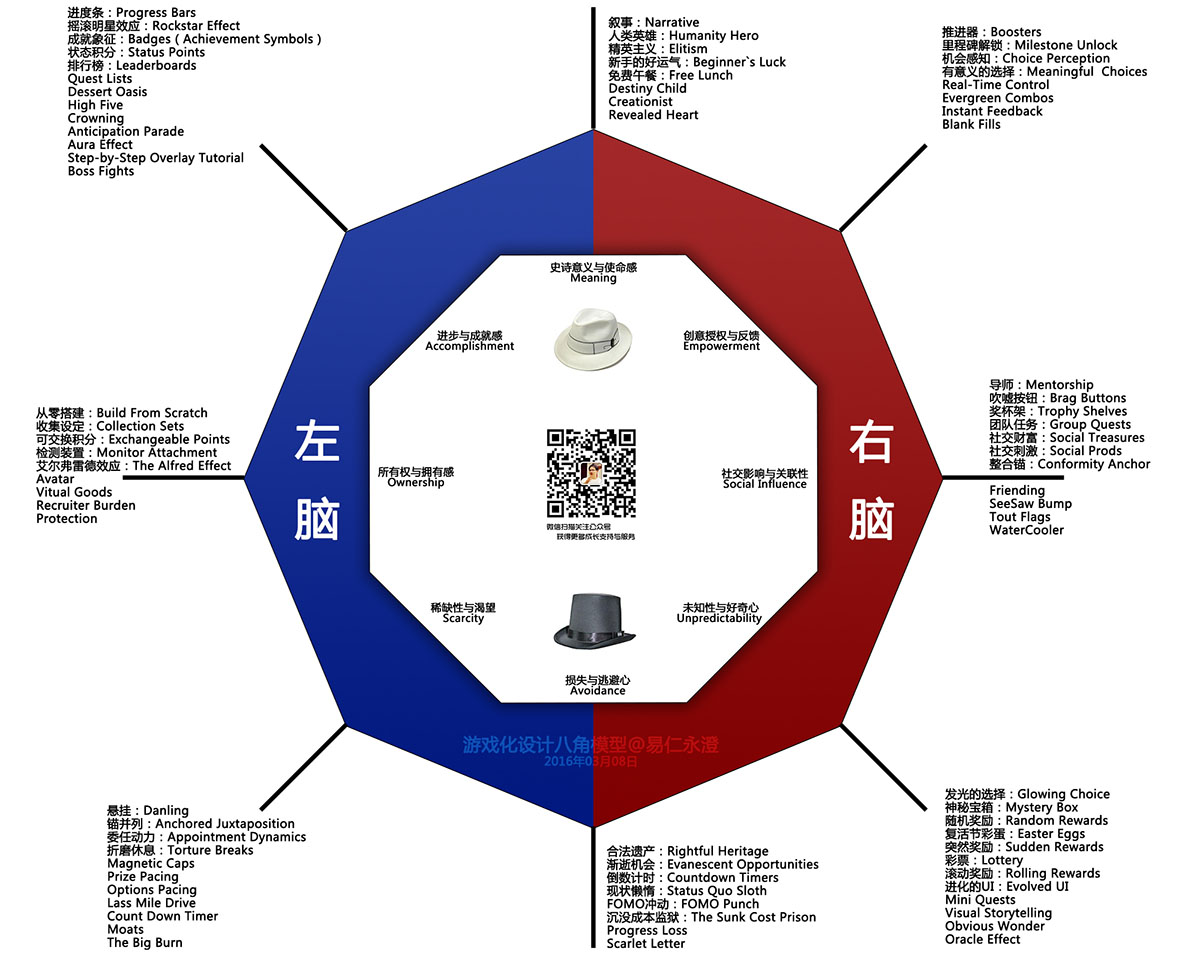 进度条：Progress Bars
摇滚明星效应：Rockstar Effect
成就象征：Badges ( Achievement Symbols )
状态积分：Status Points
排行榜：Leaderboards
Quest Lists
Dessert Oasis
High Five
Crowning
Anticipation Parade
Aura Effect
Step-by-Step Overlay Tutorial
Boss Fights
叙事：Narrative
人类英雄：Humanity Hero
精英主义：Elitism
新手的好运气：Beginner`s Luck
免费午餐：Free Lunch
Destiny Child
Creationist
Revealed Heart
推进器：Boosters
里程碑解锁：Milestone Unlock
机会感知：Choice Perception
有意义的选择：Meaningful Choices
Real-Time Control
Evergreen Combos
Instant Feedback
Blank Fills
史诗意义与使命感
Meaning
进步与成就感
Accomplishment
创意授权与反馈
Empowerment
从零搭建：Build From Scratch
收集设定：Collection Sets
可交换积分：Exchangeable Points
检测装置：Monitor Attachment
艾尔弗雷德效应：The Alfred Effect
Avatar
Vitual Goods
Recruiter Burden
Protection
左
脑
所有权与拥有感
Ownership
微信扫描关注公众号
获得更多成长支持与服务
社交影响与关联性
Social Influence
右
脑
导师：Mentorship
吹嘘按钮：Brag Buttons
奖杯架：Trophy Shelves
团队任务：Group Quests
社交财富：Social Treasures
社交刺激：Social Prods
整合锚：Conformity Anchor
Friending
SeeSaw Bump
Tout Flags
WaterCooler
稀缺性与渴望
Scarcity
未知性与好奇心
Unpredictability
损失与逃避心
Avoidance
游戏化设计八角模型@易仁永澄
2016年03月08日
悬挂：Danling
锚并列：Anchored Juxtaposition
委任动力：Appointment Dynamics
折磨休息：Torture Breaks
Magnetic Caps
Prize Pacing
Options Pacing
Lass Mile Drive
Count Down Timer
Moats
The Big Burn
合法遗产：Rightful Heritage
渐逝机会：Evanescent Opportunities
倒数计时：Countdown Timers
现状懒惰：Status Quo Sloth
FOMO冲动：FOMO Punch
沉没成本监狱：The Sunk Cost Prison
Progress Loss
Scarlet Letter
发光的选择：Glowing Choice
神秘宝箱：Mystery Box
随机奖励：Random Rewards
复活节彩蛋：Easter Eggs
突然奖励：Sudden Rewards
彩票：Lottery
滚动奖励：Rolling Rewards
进化的UI：Evolved UI
Mini Quests
Visual Storytelling
Obvious Wonder
Oracle Effect